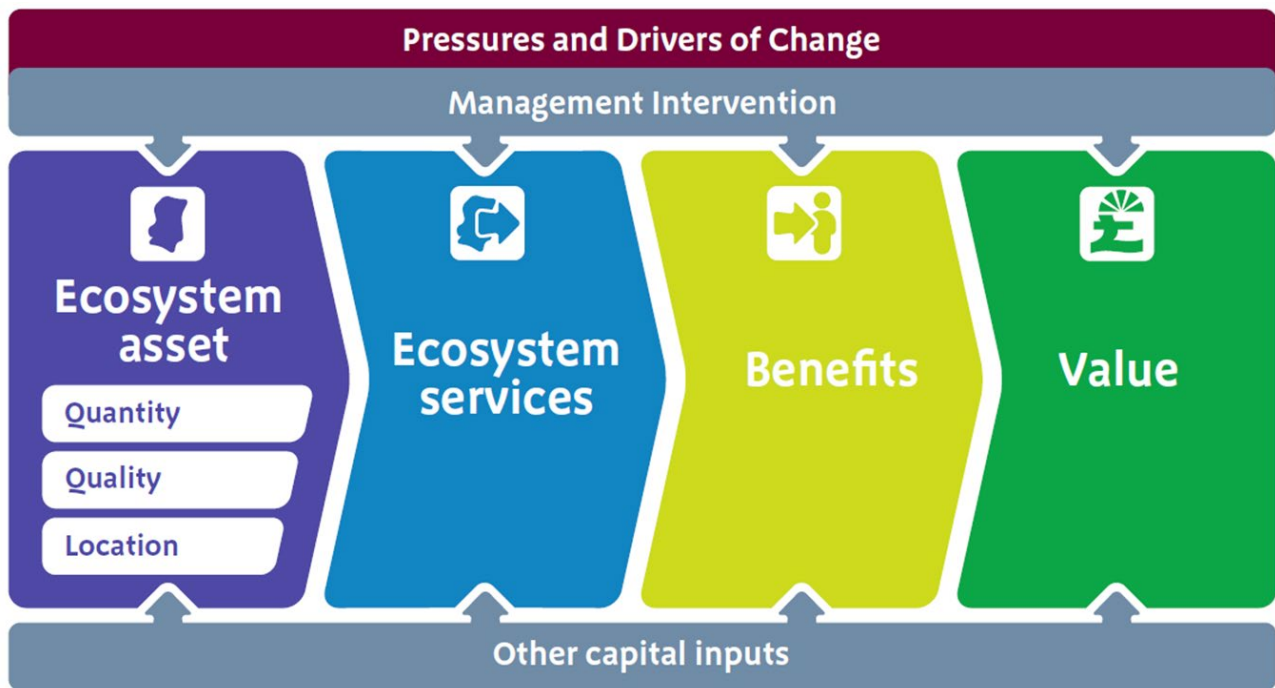 Pressures and Drivers of Change
Management Intervention
Ecosystem
asset
Quantity
Quality
Location
Ecosystem
services
Benefits
Value
Other capital inputs